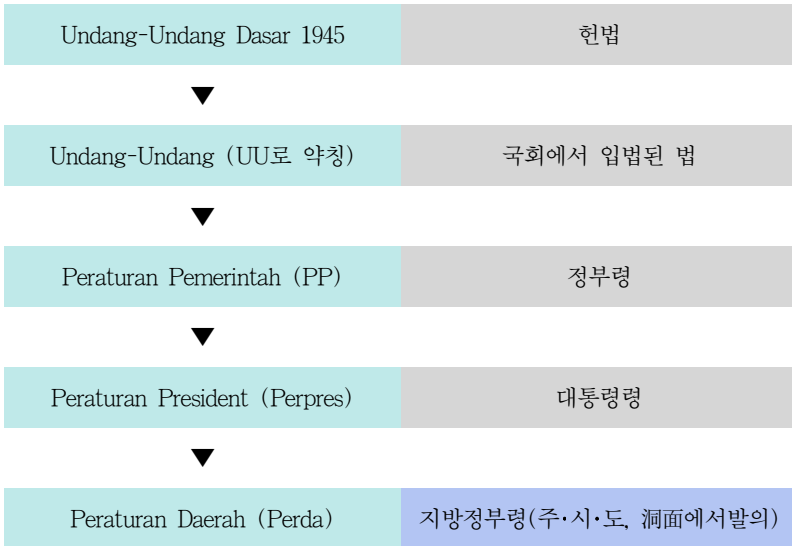 Undang-Undang Dasar 1945 헌법
▼
Undang-Undang (UU로 약칭) 국회에서 입법된 법
▼
Peraturan Pemerintah (PP) 정부령
▼
Peraturan President (Perpres) 대통령령
▼
Peraturan Daerah (Perda) 지방정부령(주·시·도, 洞面에서발의)